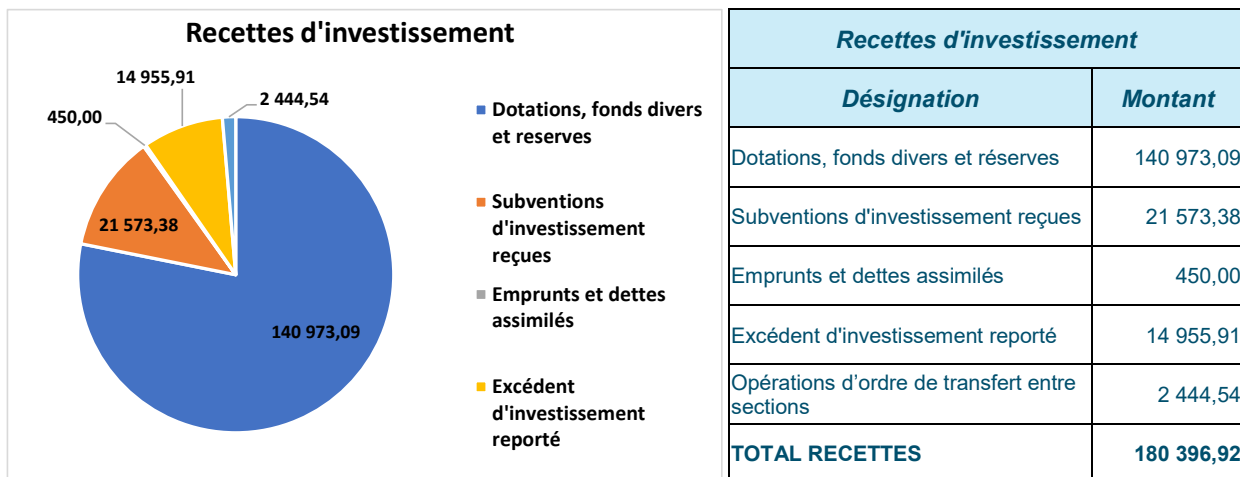 Recettes d'investissement
14 955,91
2 444,54
450,00
21 573,38
140 973,09
Dotations, fonds divers
et reserves
Subventions
d'investissement
reçues
Emprunts et dettes
assimilés
Excédent
d'investissement
reporté
Recettes d'investissement
Désignation Montant
Dotations, fonds divers et réserves 140 973,09
Subventions d'investissement reçues 21 573,38
Emprunts et dettes assimilés 450,00
Excédent d'investissement reporté 14 955,91
Opérations d’ordre de transfert entre
sections 2 444,54
TOTAL RECETTES 180 396,92